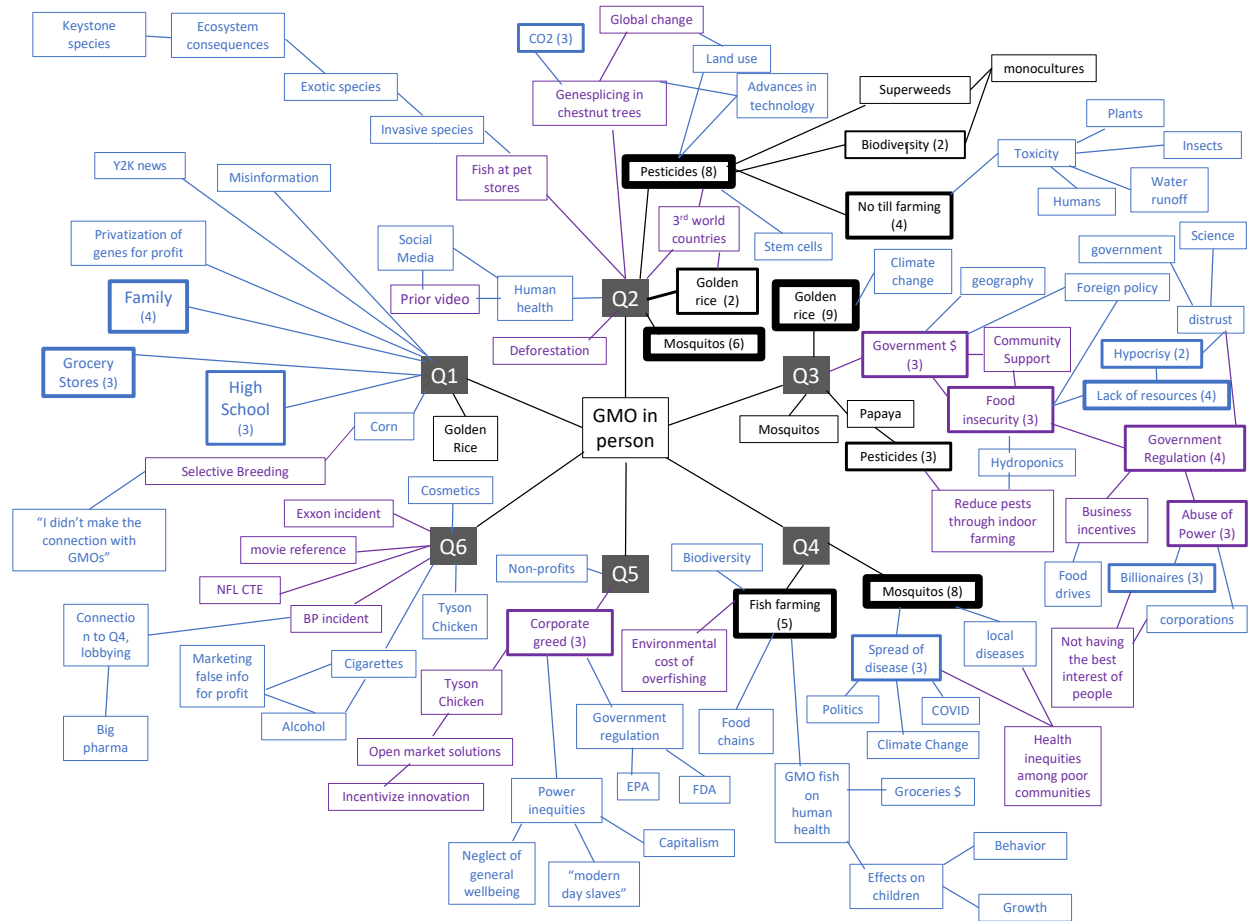 Keystone
species
Ecosystem
consequences
Exotic species
Invasive species
Fish at pet
stores
CO2 (3)
Global change
Land use
Genesplicing in
chestnut trees
Advances in
technology
Superweeds
monocultures
Biodiversity (2)
Pesticides (8)
No till farming
(4)
Toxicity
Plants
Insects
Water
runoff
Humans
3rd world
countries
Stem cells
Y2K news
Misinformation
Privatization of
genes for profit
Family
(4)
Grocery
Stores (3)
High
School
(3)
Corn
Golden
Rice
Q1
Selective Breeding
"I didn't make the
connection with
GMOs"
Social
Media
Prior video
Human
health
Deforestation
Q2
Golden
rice (2)
Mosquitos (6)
GMO in
person
Golden
rice (9)
Climate
change
Q3
Mosquitos
Papaya
Pesticides (3)
Reduce pests
through indoor
farming
Hydroponics
geography
Foreign policy
government
Science
distrust
Government $
(3)
Community
Support
Hypocrisy (2)
Lack of resources (4)
Food
insecurity (3)
Government
Regulation (4)
Business
incentives
Food
drives
Abuse of
Power (3)
Billionaires (3)
corporations
Not having
the best
interest of
people
Q6
Cosmetics
Exxon incident
movie reference
NFL CTE
BP incident
Tyson
Chicken
Connectio
n to Q4,
lobbying
Big
pharma
Cigarettes
Marketing
false info
for profit
Alcohol
Q5
Non-profits
Corporate
greed (3)
Tyson
Chicken
Open market solutions
Incentivize innovation
Government
regulation
EPA
FDA
Power
inequities
Capitalism
Neglect of
general
wellbeing
"modern
day slaves"
Q4
Biodiversity
Fish farming
(5)
Environmental
cost of
overfishing
Food
chains
GMO fish
on
human
health
Groceries $
Effects on
children
Behavior
Growth
Mosquitos (8)
Spread of
disease (3)
local
diseases
Politics
COVID
Climate Change
Health
inequities
among poor
communities